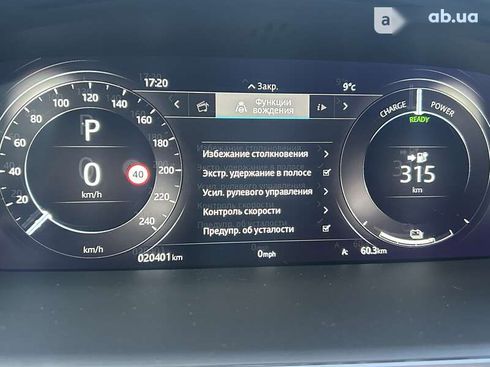 a ab.ua
17:20
Закр.
9°c
Функции
вождения
i
20 40 60 80 100 120 140 160 180 200 220 240
P
0
km/h
40
km/h
Избежание столкновения
Экстр. удержание в полосе
Усил. рулевого управления
Контроль скорости
Предупр. об усталости
CHARGE POWER
READY
315
km
020401 km
0mph
60.3km